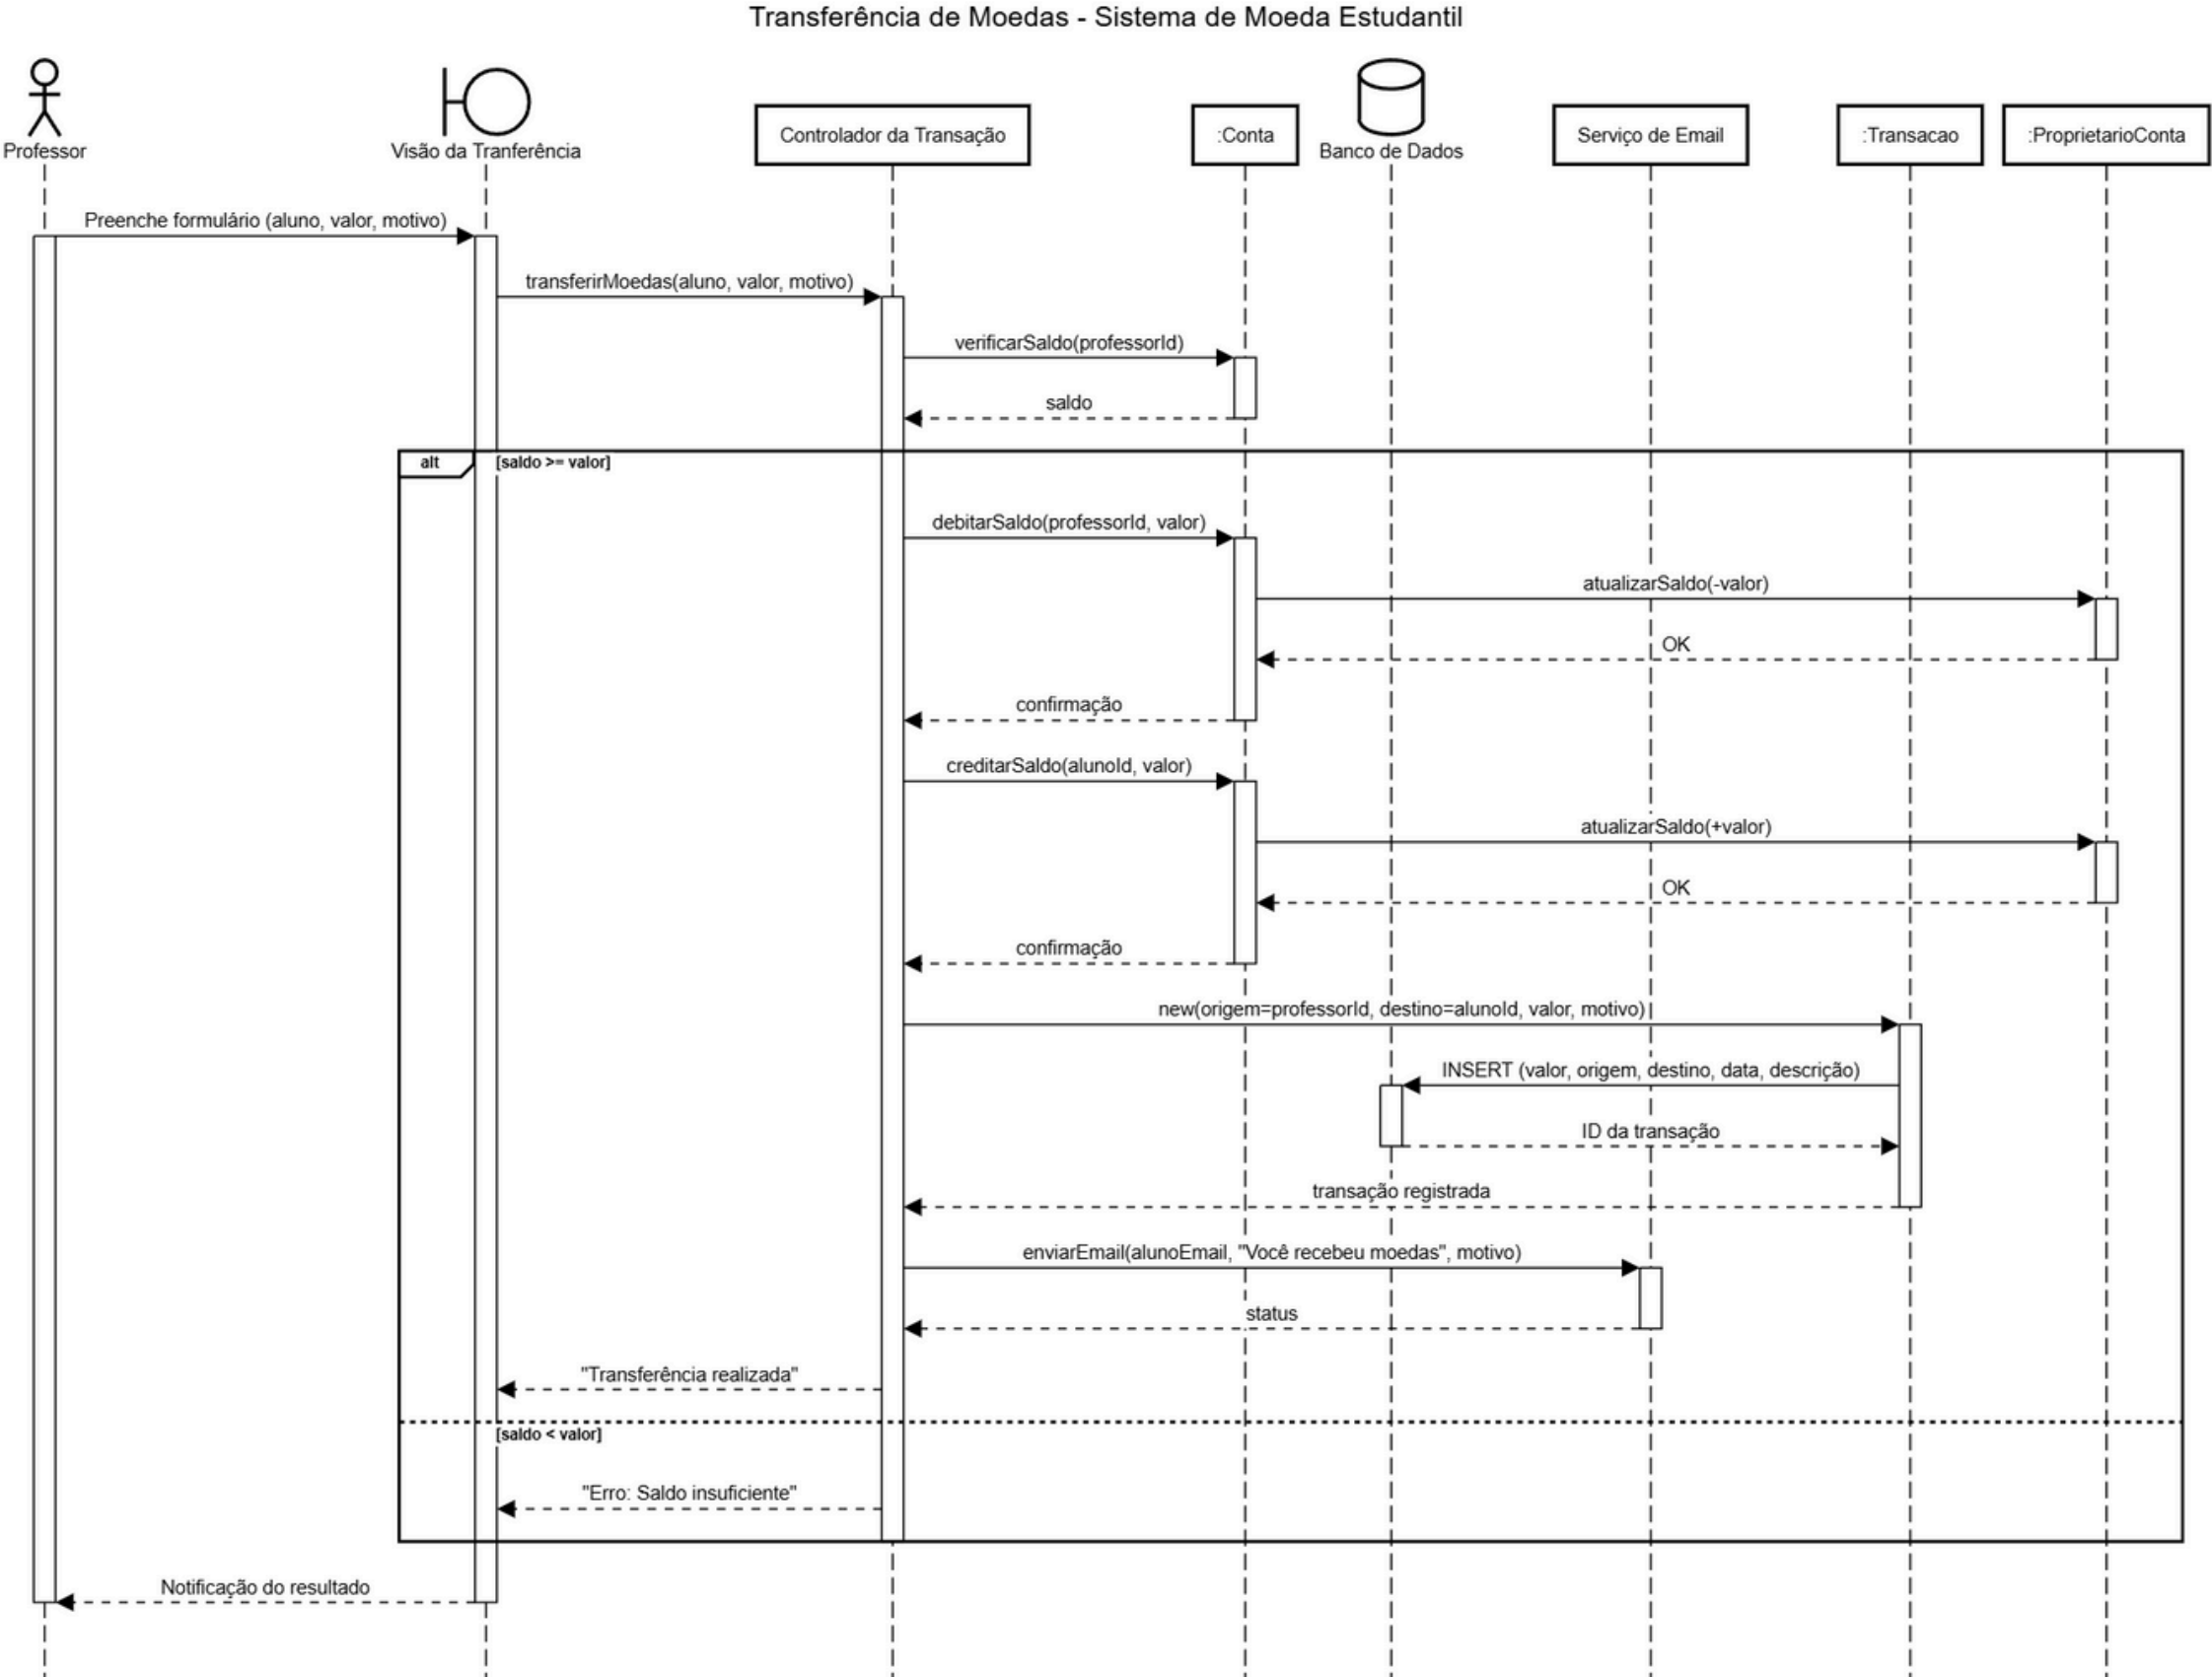 Transferência de Moedas - Sistema de Moeda Estudantil
Professor
Visão da Tranferência
Controlador da Transação
:Conta
Banco de Dados
Serviço de Email
:Transacao
:ProprietarioConta
Preenche formulário (aluno, valor, motivo)
transferirMoedas(aluno, valor, motivo)
verificarSaldo(professorId)
saldo
alt
[saldo >= valor]
debitarSaldo(professorId, valor)
atualizarSaldo(-valor)
OK
confirmação
creditarSaldo(alunoId, valor)
atualizarSaldo(+valor)
OK
confirmação
new(origem=professorId, destino=alunoId, valor, motivo)
INSERT (valor, origem, destino, data, descrição)
ID da transação
transação registrada
enviarEmail(alunoEmail, "Você recebeu moedas", motivo)
status
"Transferência realizada"
[saldo < valor]
"Erro: Saldo insuficiente"
Notificação do resultado